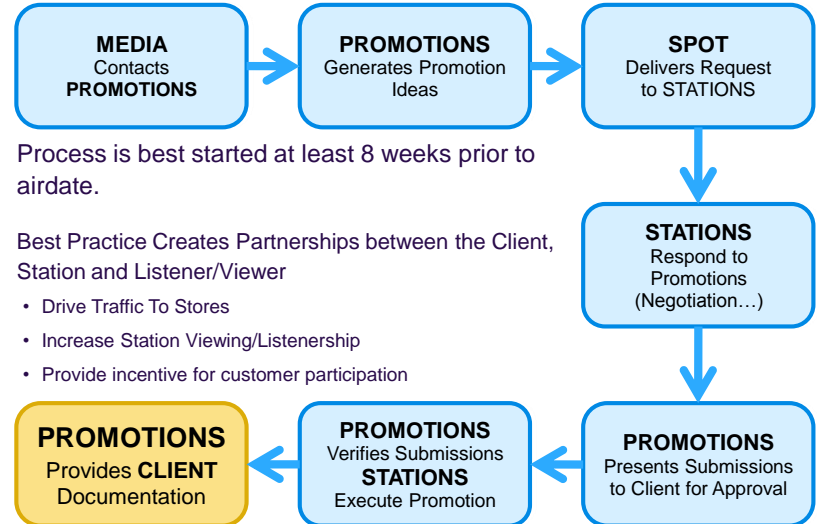 MEDIA
Contacts
PROMOTIONS
PROMOTIONS
Generates Promotion
Ideas
SPOT
Delivers Request
to STATIONS
Process is best started at least 8 weeks prior to
airdate.
Best Practice Creates Partnerships between the Client,
Station and Listener/Viewer
• Drive Traffic To Stores
• Increase Station Viewing/Listenership
• Provide incentive for customer participation
STATIONS
Respond to
Promotions
(Negotiation…)
PROMOTIONS
Presents Submissions
to Client for Approval
PROMOTIONS
Verifies Submissions
STATIONS
Execute Promotion
PROMOTIONS
Provides CLIENT
Documentation